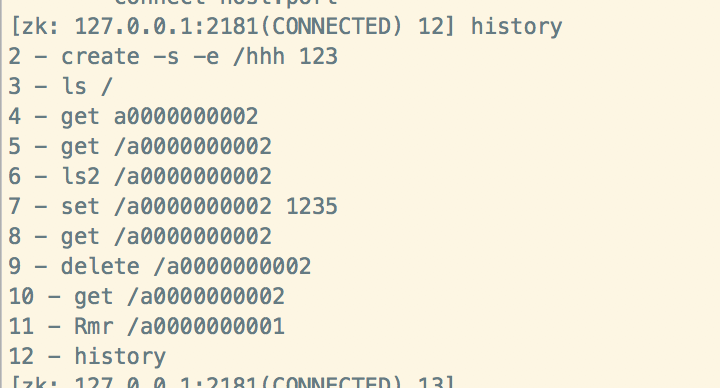 connect host:port
[zk: 127.0.0.1:2181(CONNECTED) 12] history
2 - create -s -e /hhh 123
3 - ls /
4 - get a0000000002
5 - get /a0000000002
6 - ls2 /a0000000002
7 - set /a0000000002 1235
8 - get /a0000000002
9 - delete /a0000000002
10 - get /a0000000002
11 - Rmr /a0000000001
12 - history
[zk: 127.0.0.1:2181(CONNECTED) 13]